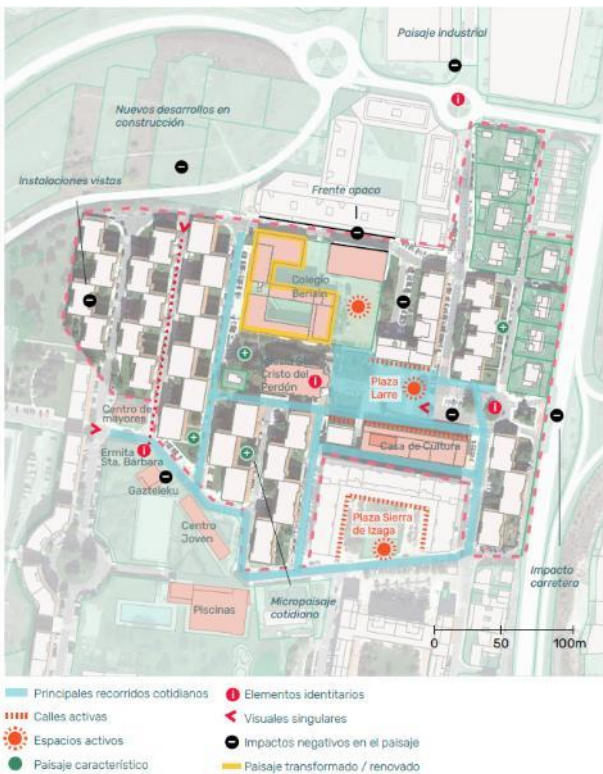 Paisaje industrial
Nuevos desarrollos en
construcción
Instalaciones vistas
Frente opaco
Colegio
Beriain
Cristo del
Perdón
Plaza
Larre
Centro de
mayores
Casa de Cultura
Ermita
Sta. Bárbara
Gazteleku
Centro
Joven
Plaza Sierra
de Izaga
Impacto
carretera
Piscinas
Micropaisaje
cotidiano
0 50 100m
Principales recorridos cotidianos
Calles activas
Espacios activos
Paisaje característico
Elementos identitarios
Visuales singulares
Impactos negativos en el paisaje
Paisaje transformado / renovado